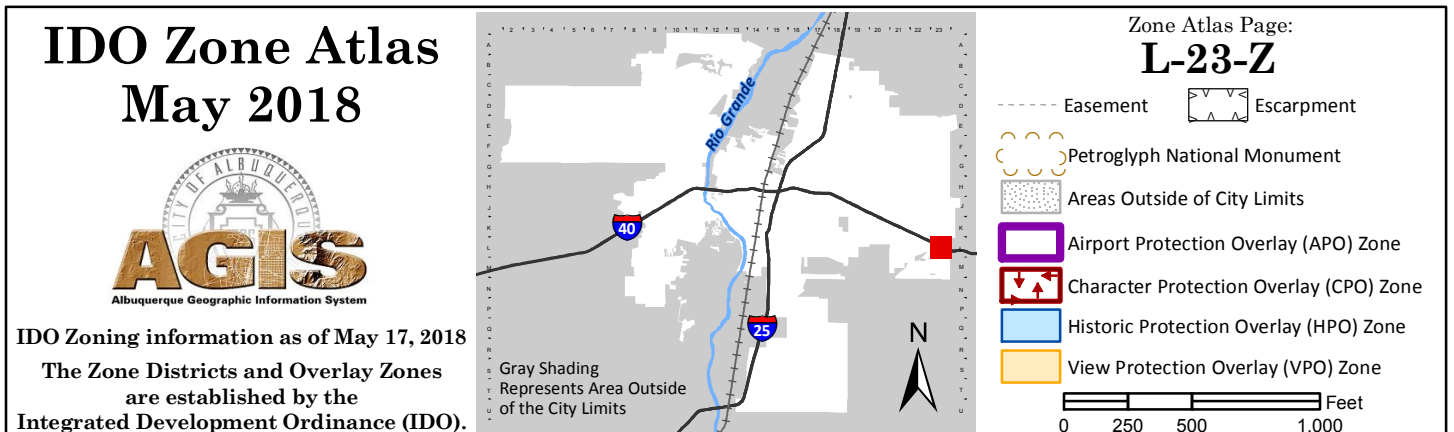 IDO Zone Atlas
May 2018
CITY OF ALBUQUERQUE
AGIS
Albuquerque Geographic Information System
IDO Zoning information as of May 17, 2018
The Zone Districts and Overlay Zones
are established by the
Integrated Development Ordinance (IDO).
Rio Grande
40
25
N
Gray Shading
Represents Area Outside
of the City Limits
Zone Atlas Page:
L-23-Z
Easement
Escarpment
Petroglyph National Monument
Areas Outside of City Limits
Airport Protection Overlay (APO) Zone
Character Protection Overlay (CPO) Zone
Historic Protection Overlay (HPO) Zone
View Protection Overlay (VPO) Zone
Feet
0 250 500 1,000